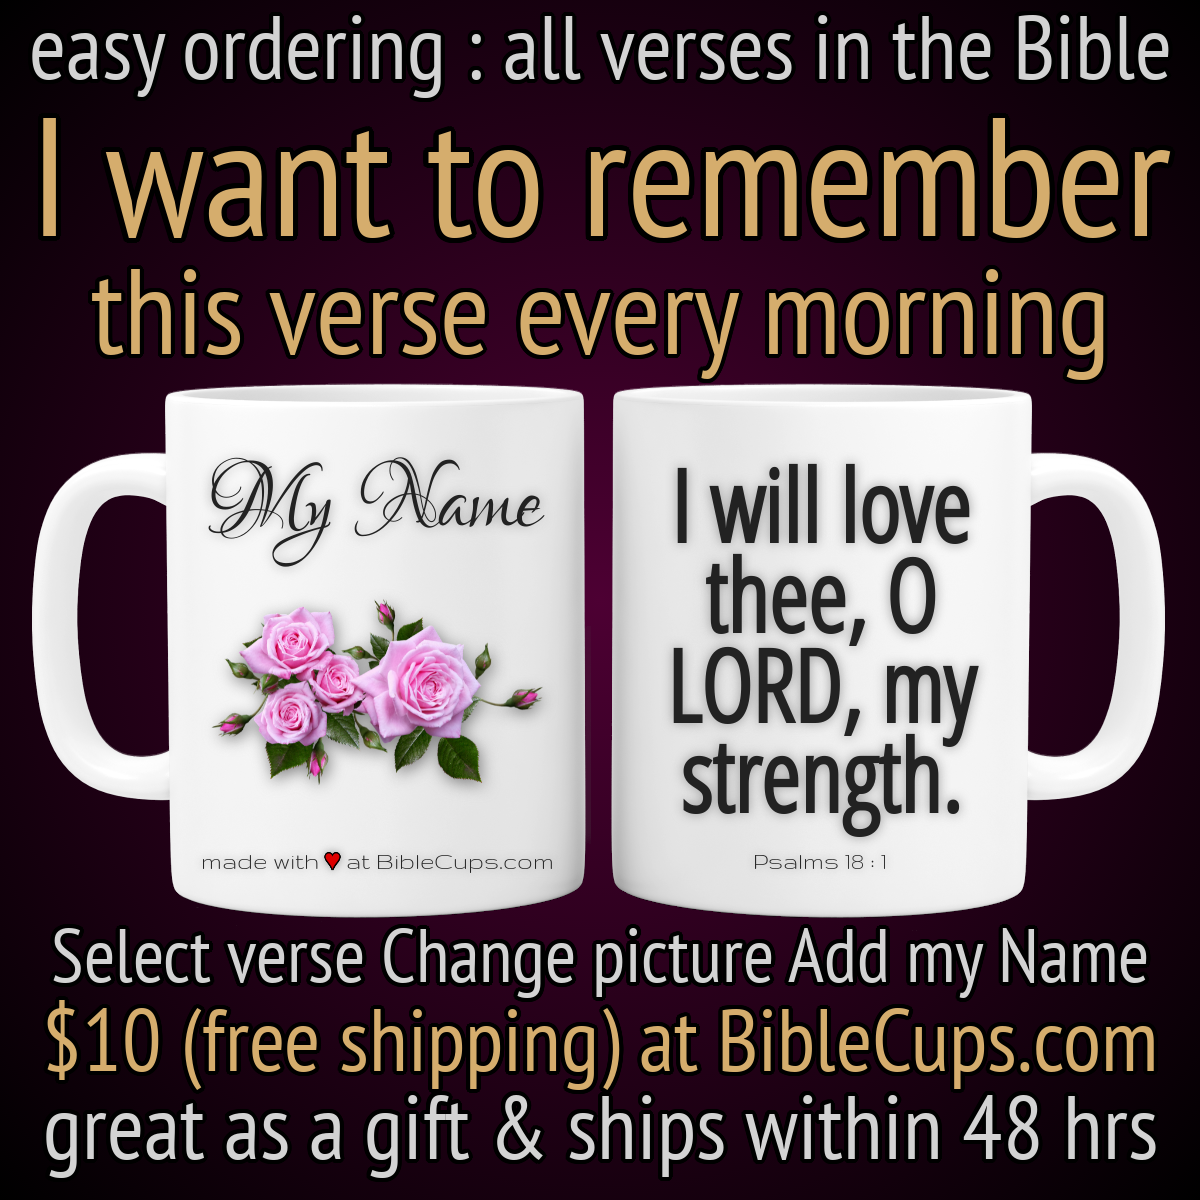 easy ordering : all verses in the Bible
I want to remember
this verse every morning
My Name
made with at BibleCups.com
I will love
thee, O
LORD, my
strength.
Psalms 18 : 1
Select verse Change picture Add my Name
$10 (free shipping) at BibleCups.com
great as a gift & ships within 48 hrs